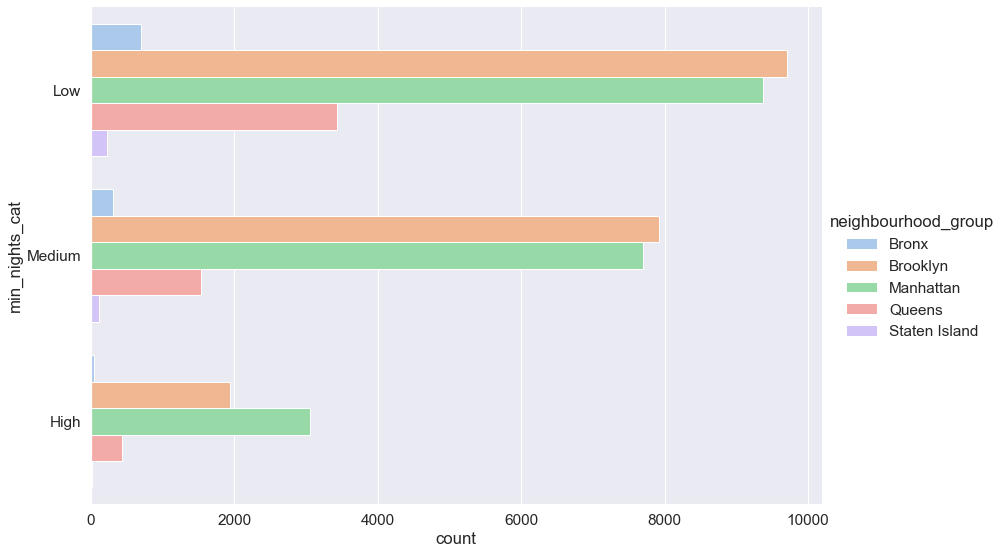 min_nights_cat
Low
Medium
High
0
2000
4000
6000
8000
10000
count
neighbourhood_group
Bronx
Brooklyn
Manhattan
Queens
Staten Island